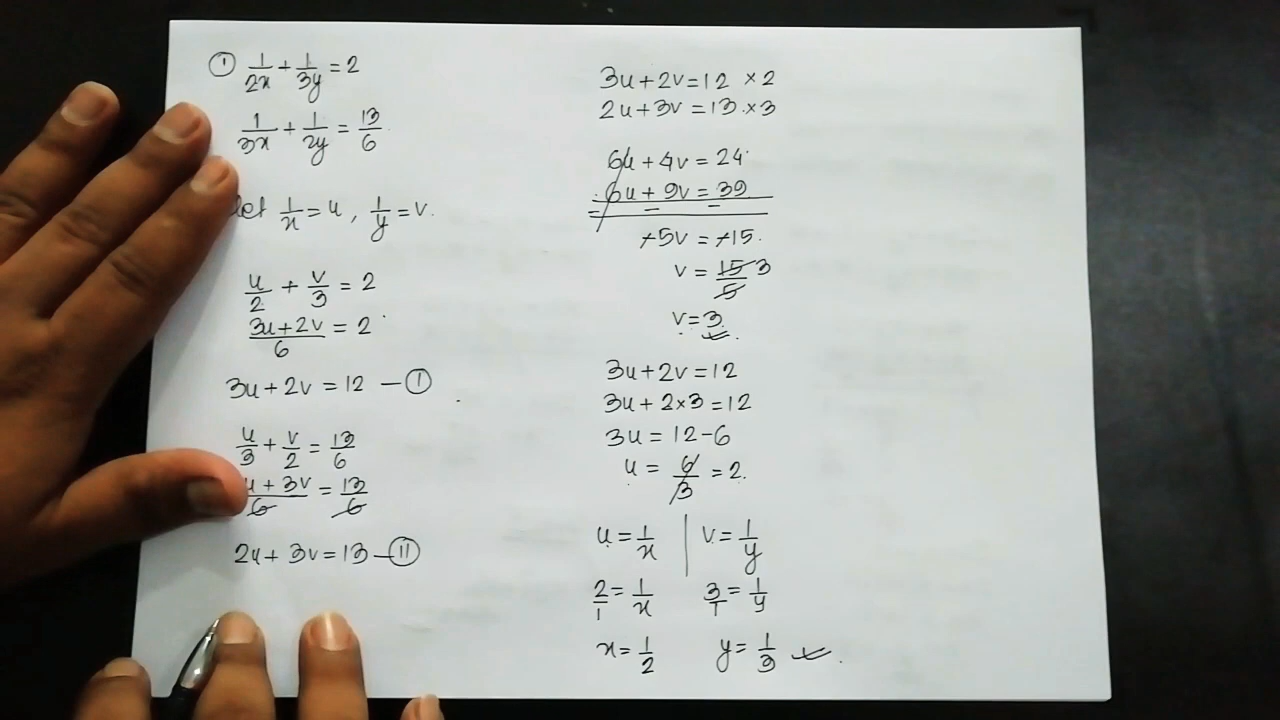 ① 1/2x + 1/3y = 2
1/3x + 1/2y = 13/6
Let 1/x = u, 1/y = v.
u/2 + v/3 = 2
3u+2v/6 = 2
3u + 2v = 12 — ①
u/3 + v/2 = 13/6
u + 3v/6 = 13/6
2u + 3v = 13 — ⑪
3u + 2v = 12 × 2
2u + 3v = 13 × 3
6u + 4v = 24
6u + 9v = 39
- - -
-5v = -15
v = 15/5 3
v = 3
3u + 2v = 12
3u + 2×3 = 12
3u = 12 - 6
u = 6/3 = 2
u = 1/x | v = 1/y
2/1 = 1/x 3/1 = 1/y
x = 1/2 y = 1/3